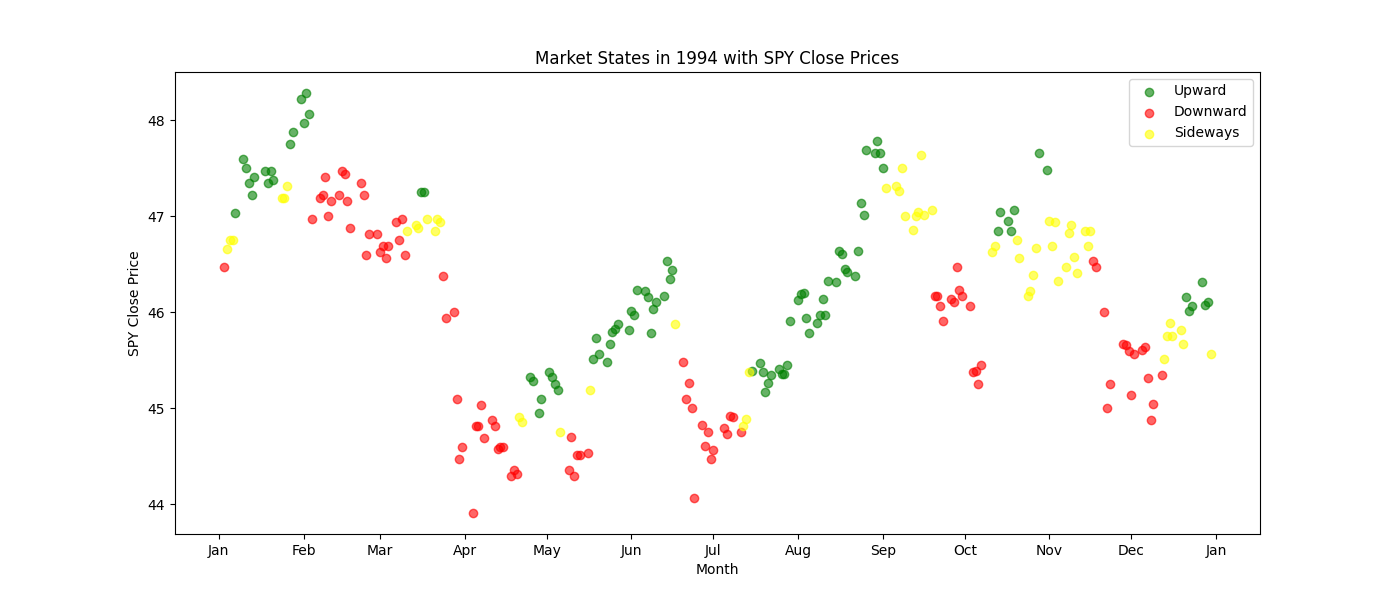 Market States in 1994 with SPY Close Prices
Upward
Downward
Sideways
48
47
46
45
44
SPY Close Price
Jan Feb Mar Apr May Jun Jul Aug Sep Oct Nov Dec Jan
Month